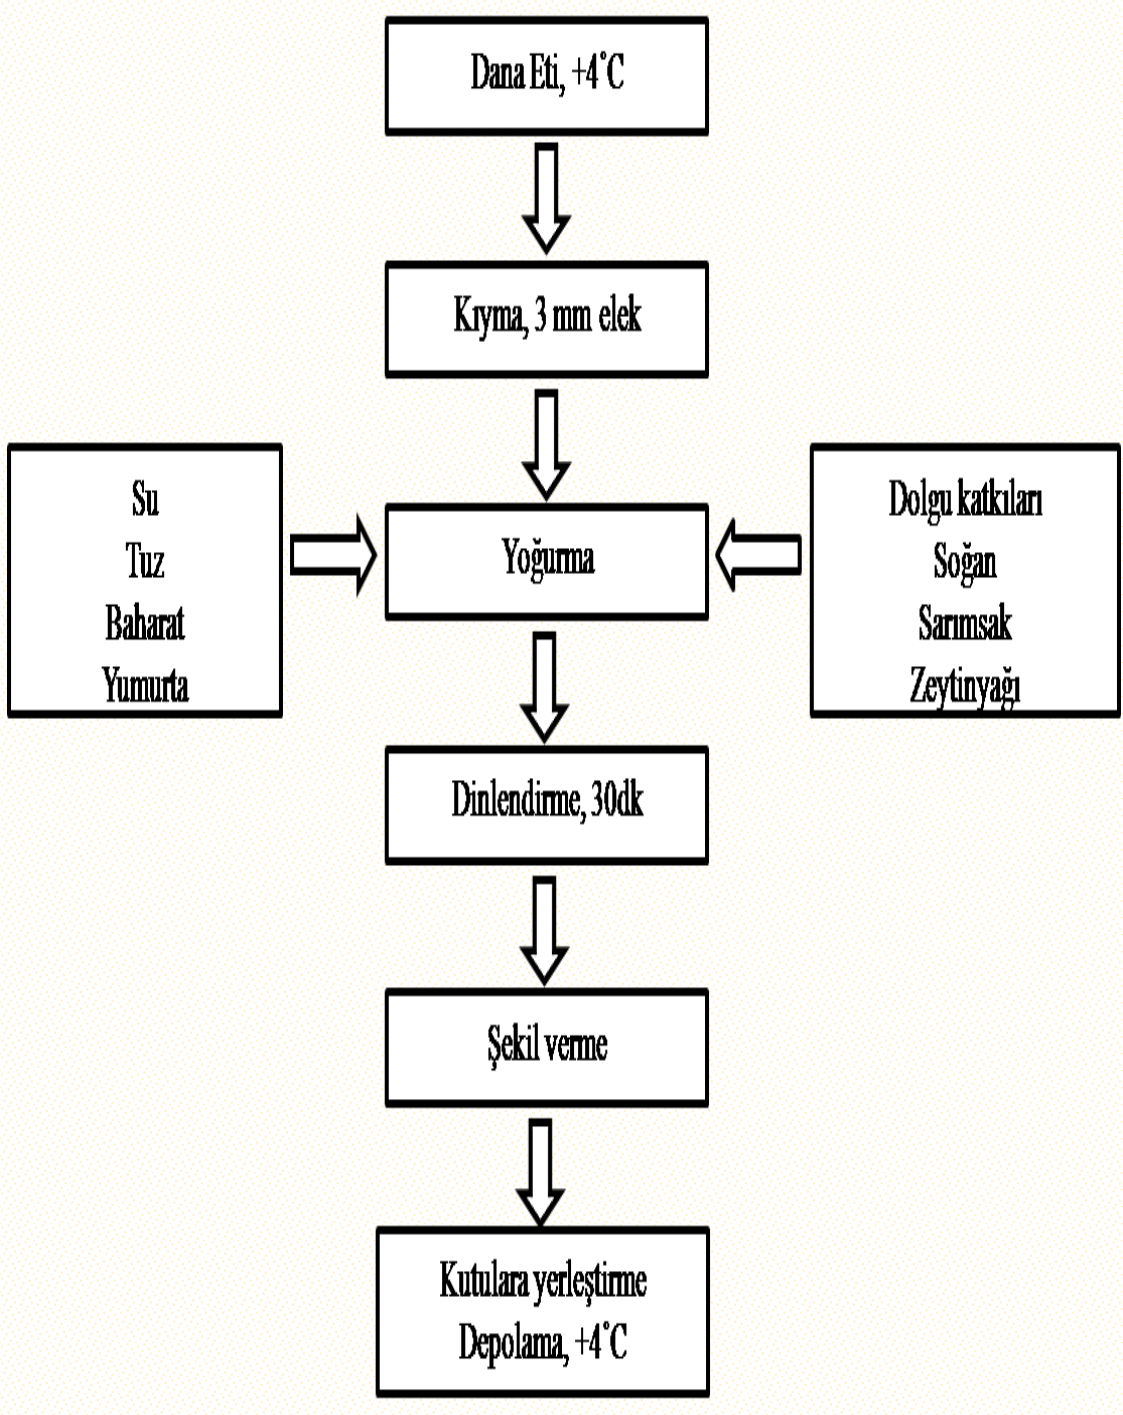 Dana Eti, +4˚C
Kıyma, 3 mm elek
Su
Tuz
Baharat
Yumurta
Yoğurma
Dolgu katkıları
Soğan
Sarımsak
Zeytinyağı
Dinlendirme, 30dk
Şekil verme
Kutulara yerleştirme
Depolama, +4˚C